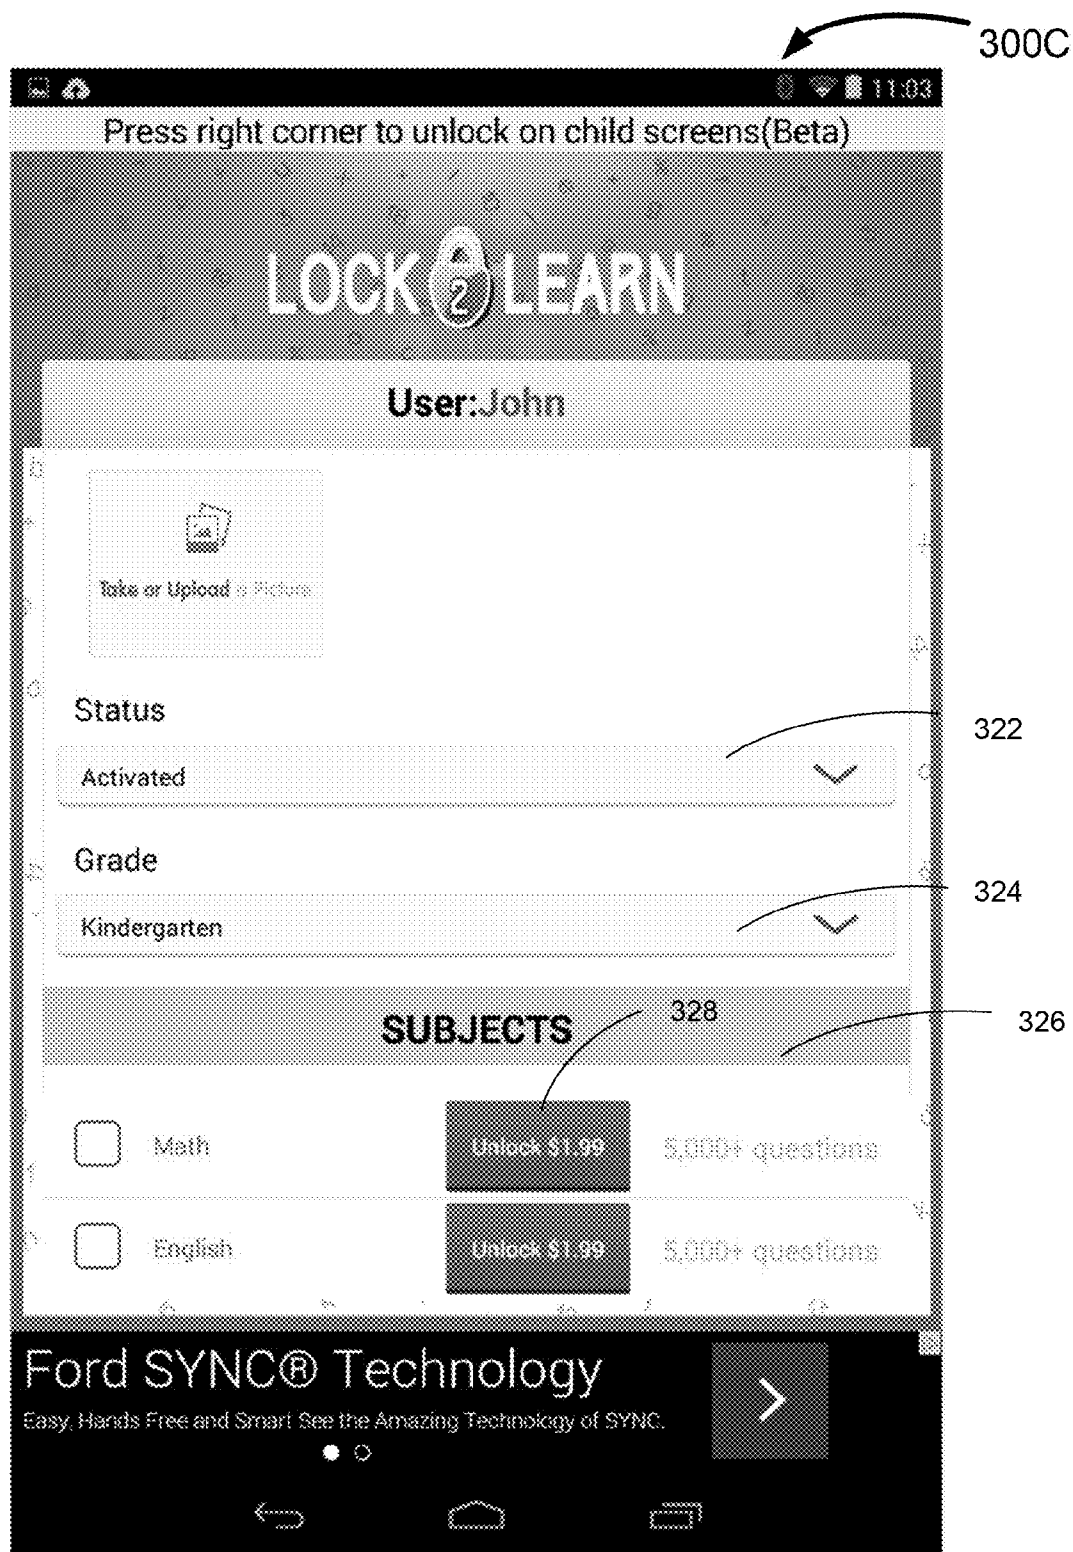 300C
11:03
Press right corner to unlock on child screens(Beta)
LOCK 2 LEARN
User:John
Take or Upload a Picture
Status
322
Activated
Grade
324
Kindergarten
328
SUBJECTS
326
Math Unlock $1.99 5,000+ questions
English Unlock $1.99 5,000+ questions
Ford SYNC® Technology
Easy, Hands Free and Smart See the Amazing Technology of SYNC.